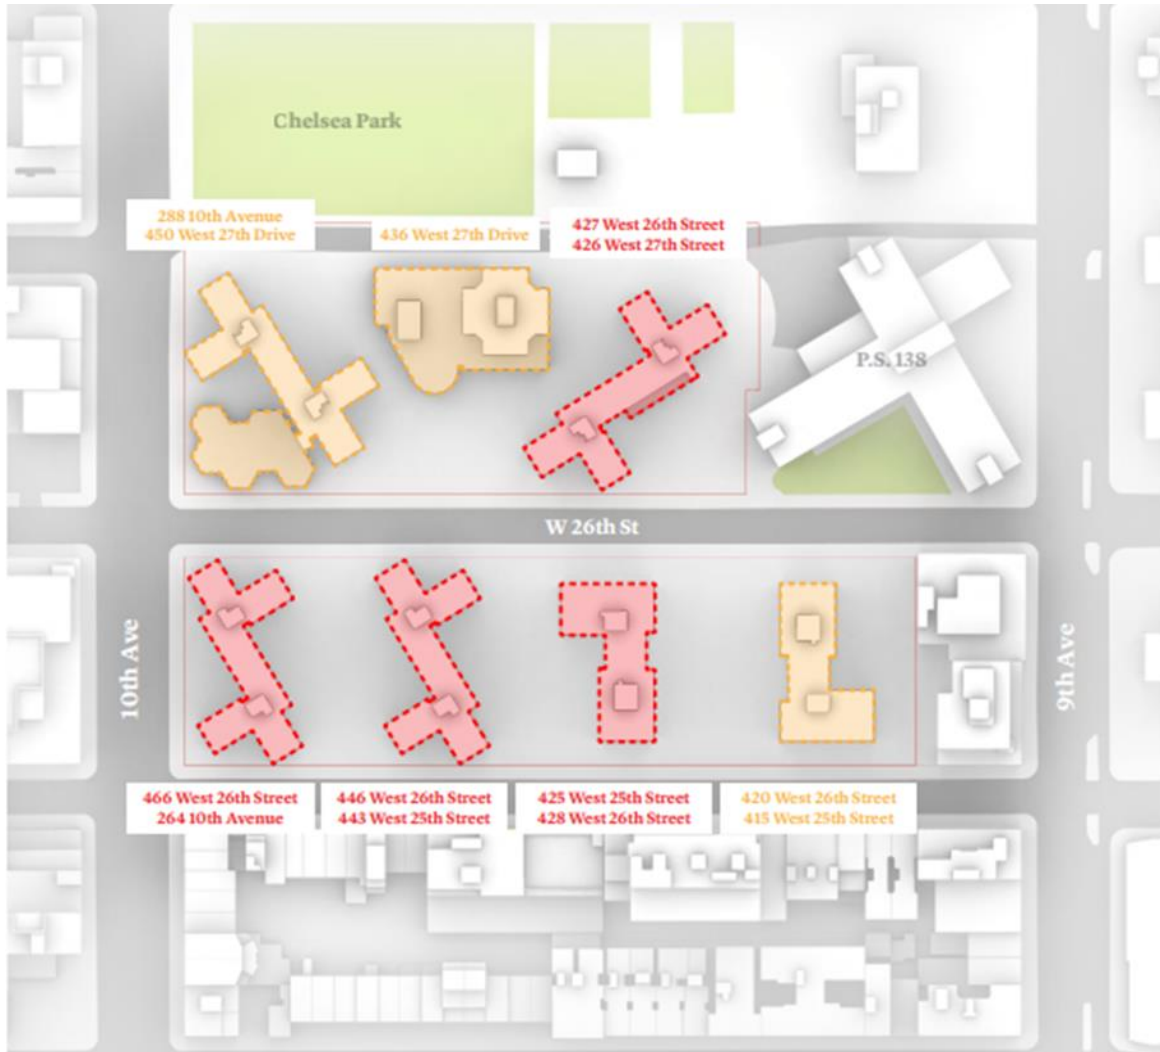 Chelsea Park
288 10th Avenue
450 West 27th Drive
436 West 27th Drive
427 West 26th Street
426 West 27th Street
P.S. 138
W 26th St
10th Ave
9th Ave
466 West 26th Street
264 10th Avenue
446 West 26th Street
443 West 25th Street
425 West 25th Street
428 West 26th Street
420 West 26th Street
415 West 25th Street